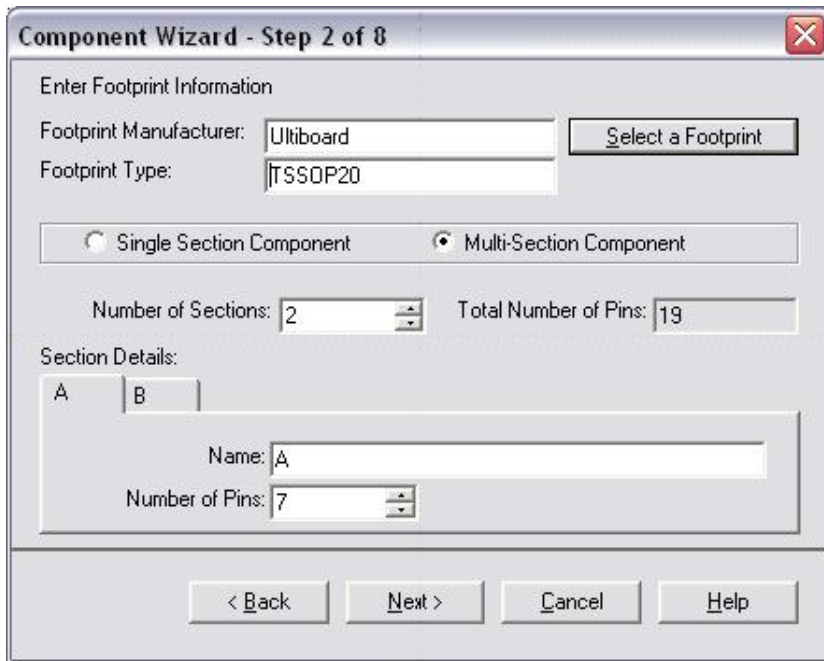 Component Wizard - Step 2 of 8
Enter Footprint Information
Footprint Manufacturer: Ultiboard Select a Footprint
Footprint Type: TSSOP20
Single Section Component Multi-Section Component
Number of Sections: 2 Total Number of Pins: 19
Section Details:
A B
Name: A
Number of Pins: 7
< Back Next > Cancel Help